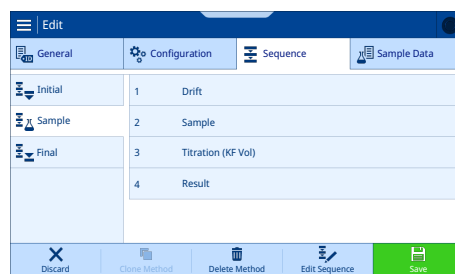 Edit
General
Configuration
Sequence
Sample Data
Initial
Sample
Final
1 Drift
2 Sample
3 Titration (KF Vol)
4 Result
Discard
Clone Method
Delete Method
Edit Sequence
Save